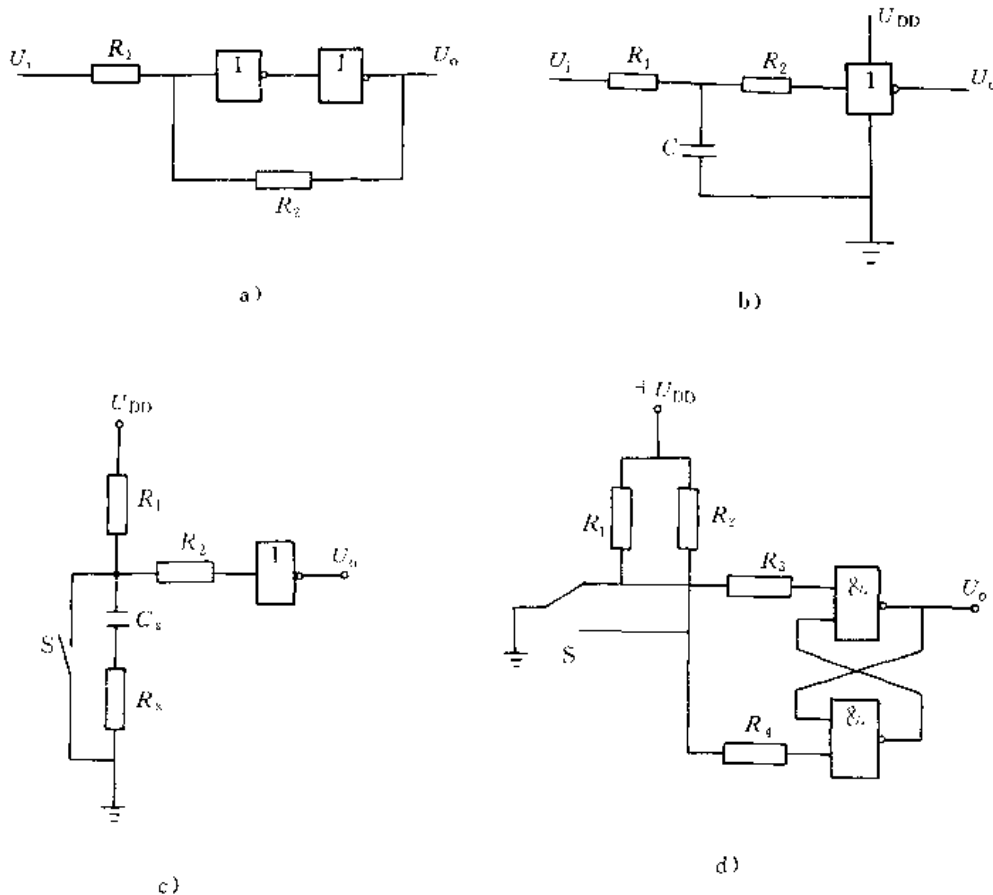 U_i R_1 1 1 U_o
R_2
a)
U_DD
U_i R_1 R_2 1 U_o
C
b)
U_DD
R_1
R_2 1 U_o
C_s
S
R_s
c)
+U_DD
R_1 R_2
R_3 & U_o
S
R_4 &
d)